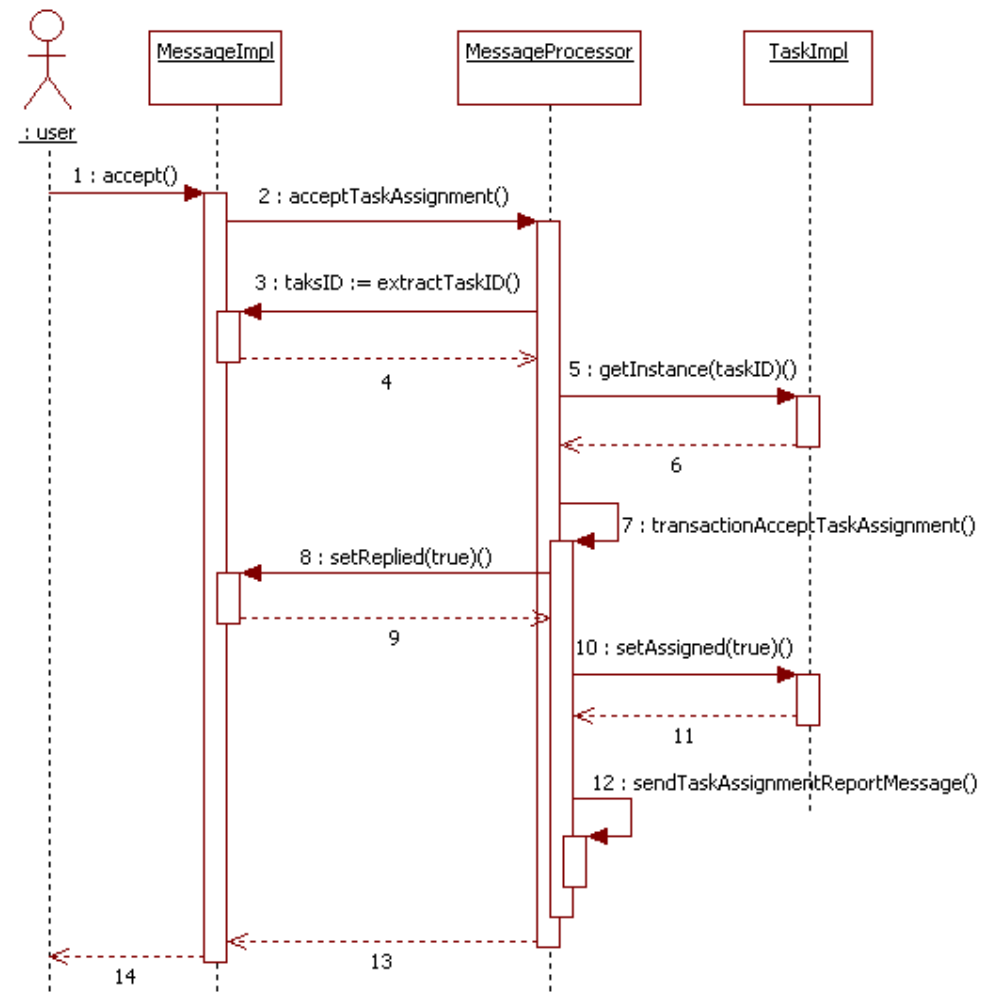 MessageImpl
MessageProcessor
TaskImpl
: user
1 : accept()
2 : acceptTaskAssignment()
3 : taksID := extractTaskID()
4
5 : getInstance(taskID)()
6
7 : transactionAcceptTaskAssignment()
8 : setReplied(true)()
9
10 : setAssigned(true)()
11
12 : sendTaskAssignmentReportMessage()
13
14